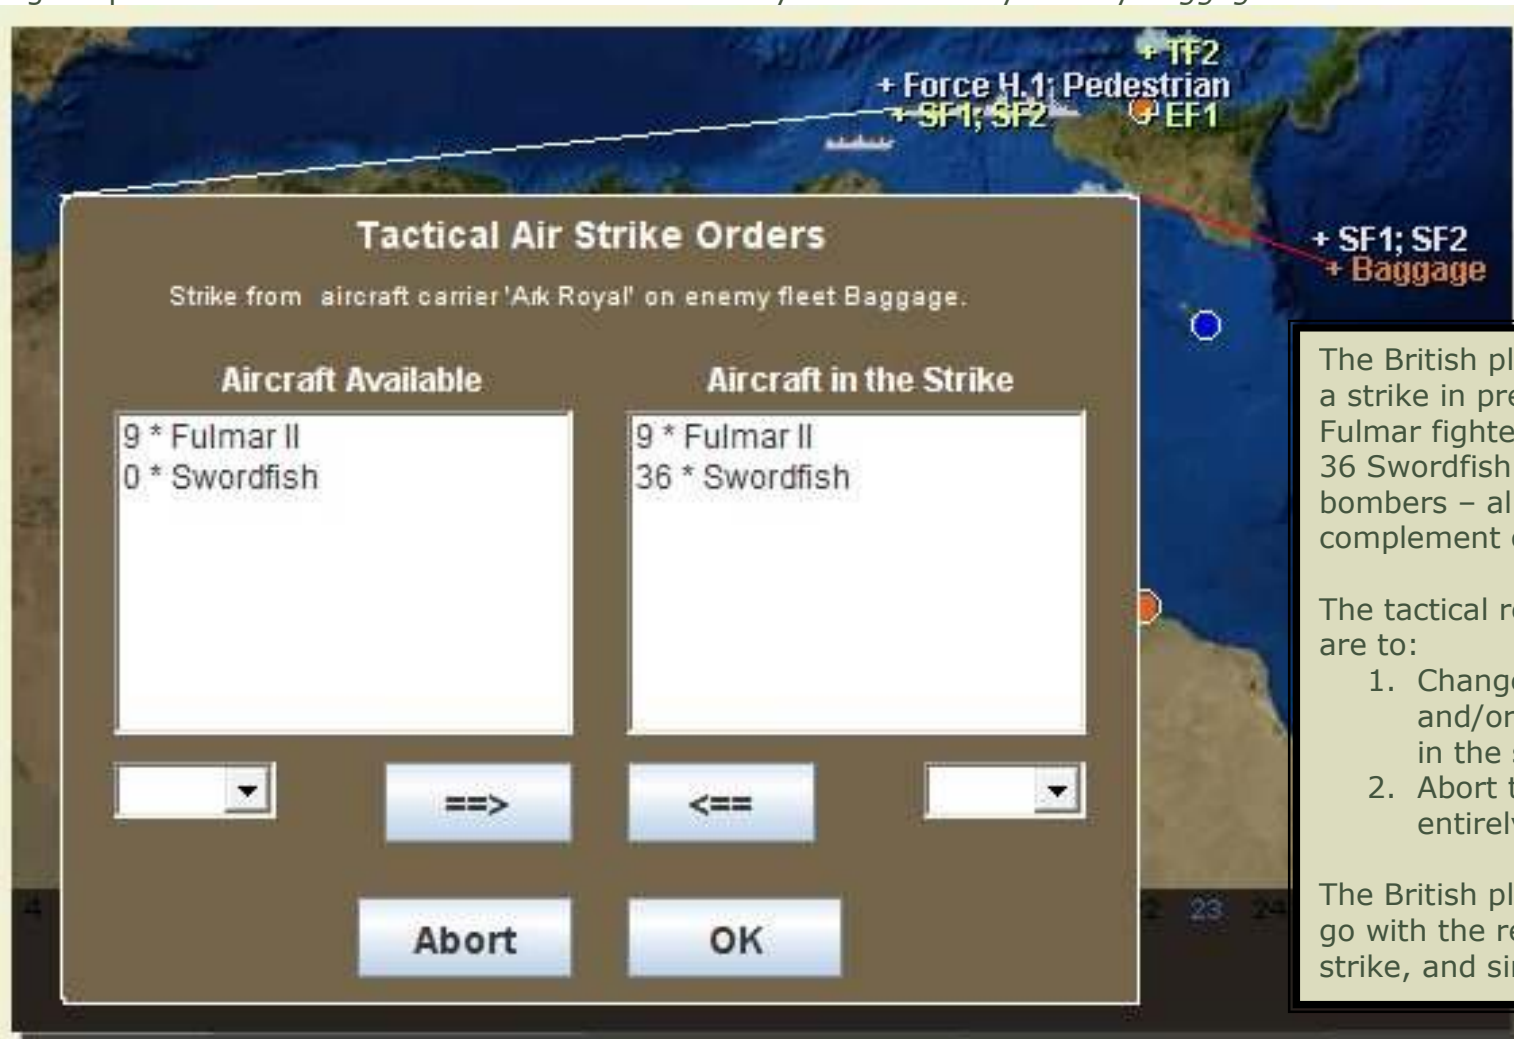 + TF2
+ Force H.1; Pedestrian
+ SF1; SF2
+ EF1
+ SF1; SF2
+ Baggage
Tactical Air Strike Orders
Strike from aircraft carrier 'Ark Royal' on enemy fleet Baggage.
Aircraft Available
Aircraft in the Strike
9 * Fulmar II
0 * Swordfish
9 * Fulmar II
36 * Swordfish
==>
<==
Abort
OK
4
23
24
The British pl
a strike in pre
Fulmar fighte
36 Swordfish
bombers – al
complement
The tactical r
are to:
1. Change
and/or
in the
2. Abort t
entirel
The British pl
go with the re
strike, and si